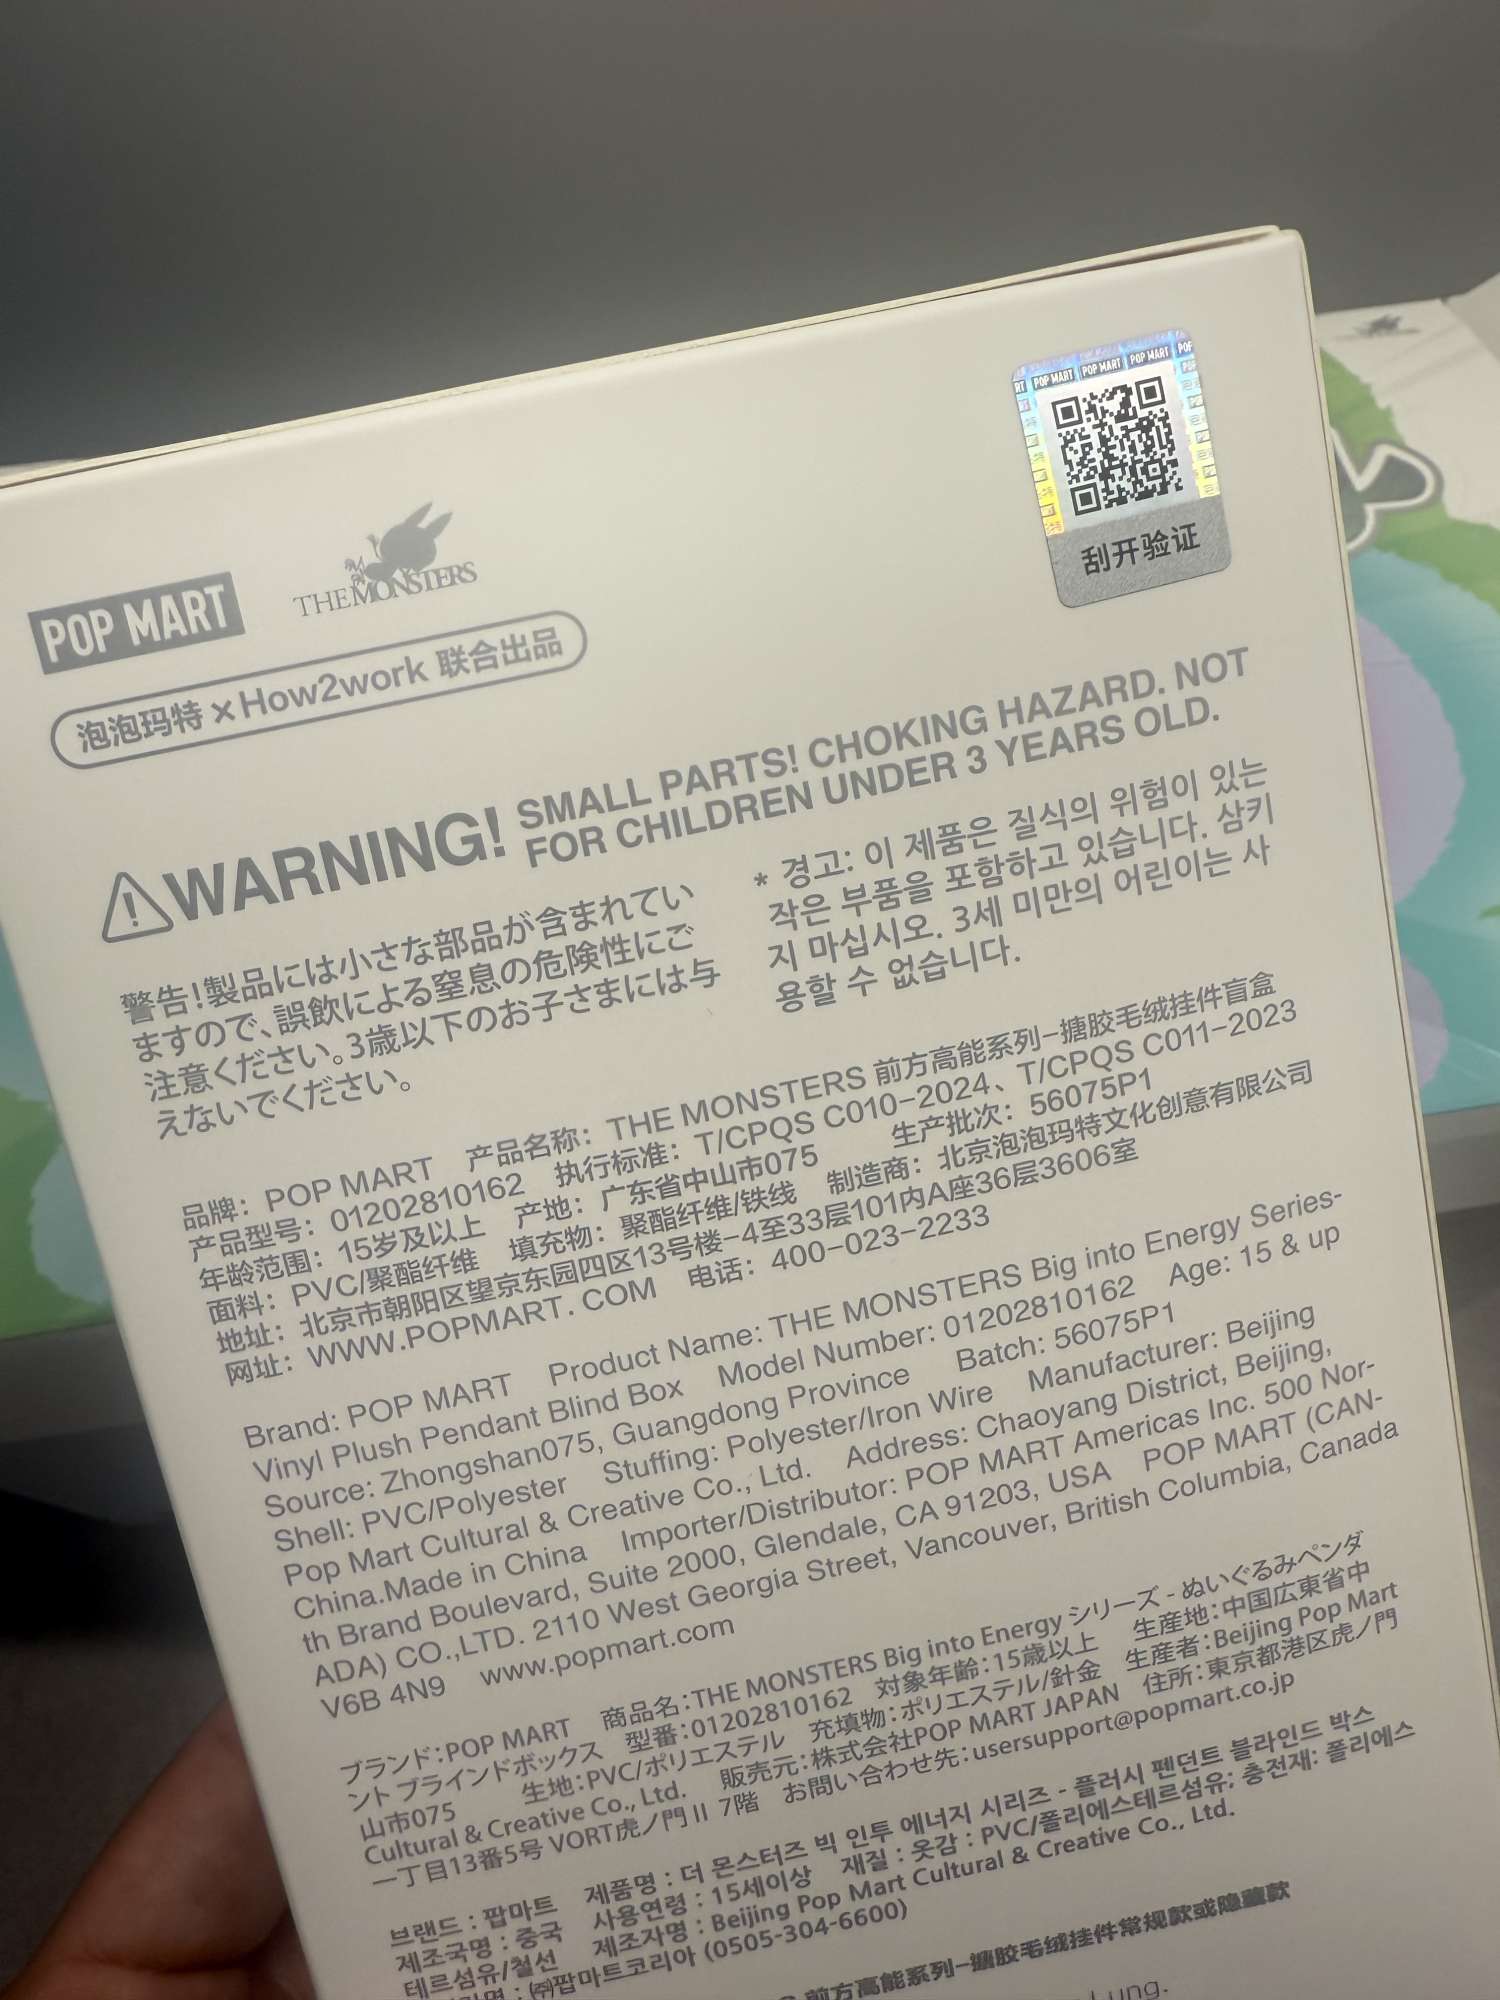 POP MART POP MART POP MART
刮开验证
POP MART
THE MONSTERS
泡泡玛特 × How2work 联合出品
WARNING! SMALL PARTS! CHOKING HAZARD. NOT
FOR CHILDREN UNDER 3 YEARS OLD.
警告!製品には小さな部品が含まれてい
ますので、誤飲による窒息の危険性にご
注意ください。3歳以下のお子さまには与
えないでください。
* 경고: 이 제품은 질식의 위험이 있는
작은 부품을 포함하고 있습니다. 삼키
지 마십시오. 3세 미만의 어린이는 사
용할 수 없습니다.
品牌: POP MART 产品名称: THE MONSTERS 前方高能系列-搪胶毛绒挂件盲盒
产品型号: 01202810162 执行标准: T/CPQS C010-2024、T/CPQS C011-2023
年龄范围: 15岁及以上 产地: 广东省中山市075 生产批次: 56075P1
面料: PVC/聚酯纤维 填充物: 聚酯纤维/铁线 制造商: 北京泡泡玛特文化创意有限公司
地址: 北京市朝阳区望京东园四区13号楼-4至33层101内A座36层3606室
网址: WWW.POPMART.COM 电话: 400-023-2233
Brand: POP MART Product Name: THE MONSTERS Big into Energy Series-
Vinyl Plush Pendant Blind Box Model Number: 01202810162 Age: 15 & up
Source: Zhongshan075, Guangdong Province Batch: 56075P1
Shell: PVC/Polyester Stuffing: Polyester/Iron Wire Manufacturer: Beijing
Pop Mart Cultural & Creative Co., Ltd. Address: Chaoyang District, Beijing,
China.Made in China Importer/Distributor: POP MART Americas Inc. 500 Nor-
th Brand Boulevard, Suite 2000, Glendale, CA 91203, USA POP MART (CAN-
ADA) CO.,LTD. 2110 West Georgia Street, Vancouver, British Columbia, Canada
V6B 4N9 www.popmart.com
ブランド:POP MART 商品名:THE MONSTERS Big into Energy シリーズ - ぬいぐるみペンダ
ント ブラインドボックス 型番:01202810162 対象年齢:15歳以上 生産地:中国広東省中
山市075 生地:PVC/ポリエステル 充填物:ポリエステル/針金 生産者:Beijing Pop Mart
Cultural & Creative Co., Ltd. 販売元:株式会社POP MART JAPAN 住所:東京都港区虎ノ門
一丁目13番5号 VORT虎ノ門Ⅱ 7階 お問い合わせ先:usersupport@popmart.co.jp
브랜드 : 팝마트 제품명 : 더 몬스터즈 빅 인투 에너지 시리즈 - 플러시 펜던트 블라인드 박스
제조국명 : 중국 사용연령 : 15세이상 재질 : 옷감 : PVC/폴리에스테르섬유; 충전재: 폴리에스
테르섬유/철선 제조자명 : Beijing Pop Mart Cultural & Creative Co., Ltd.
: ㈜팝마트코리아 (0505-304-6600)
前方高能系列-搪胶毛绒挂件常规款或隐藏款
Lung.